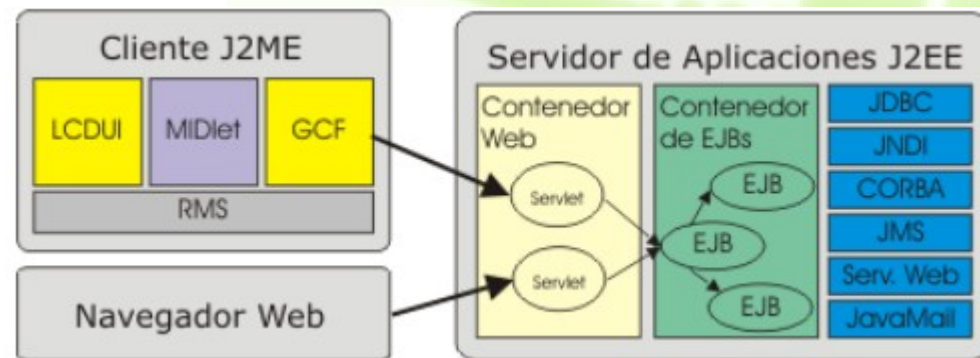 Cliente J2ME
LCDUI
MIDlet
GCF
RMS
Navegador Web
Servidor de Aplicaciones J2EE
Contenedor
Web
Servlet
Servlet
Contenedor
de EJBs
EJB
EJB
EJB
JDBC
JNDI
CORBA
JMS
Serv. Web
JavaMail